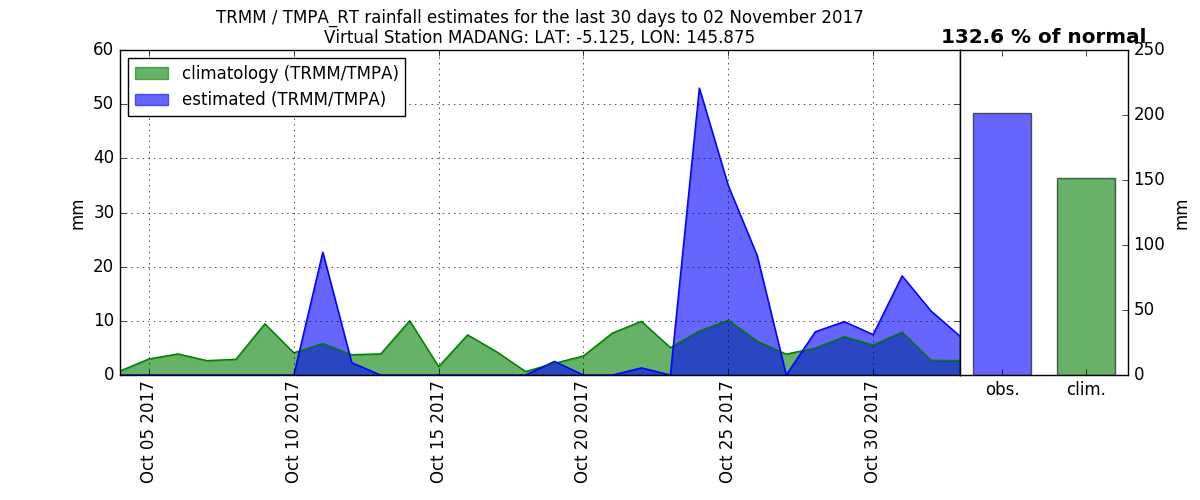 TRMM / TMPA_RT rainfall estimates for the last 30 days to 02 November 2017
Virtual Station MADANG: LAT: -5.125, LON: 145.875
132.6 % of normal
climatology (TRMM/TMPA)
estimated (TRMM/TMPA)
60
50
40
30
20
10
0
mm
Oct 05 2017
Oct 10 2017
Oct 15 2017
Oct 20 2017
Oct 25 2017
Oct 30 2017
250
200
150
100
50
0
mm
obs.
clim.